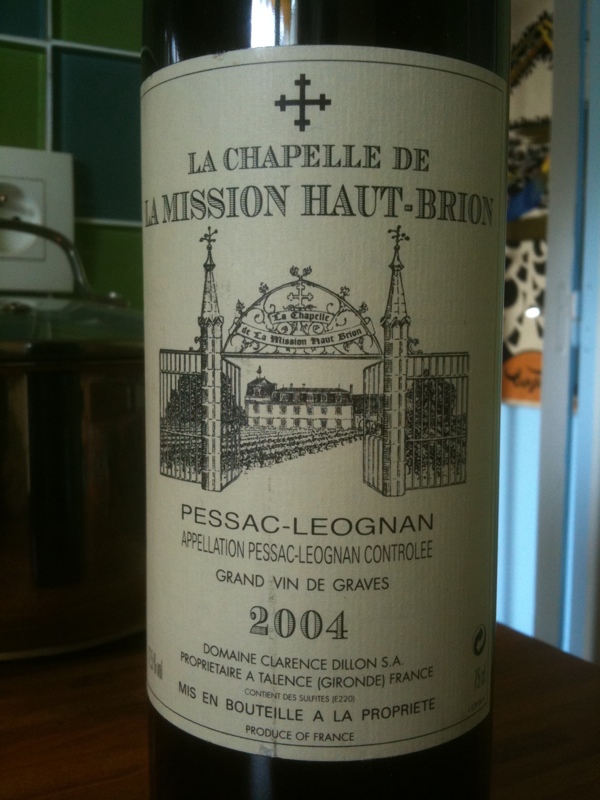 LA CHAPELLE DE
LA MISSION HAUT-BRION
La Chapelle
de La Mission Haut Brion
PESSAC-LEOGNAN
APPELLATION PESSAC-LEOGNAN CONTROLEE
GRAND VIN DE GRAVES
2004
DOMAINE CLARENCE DILLON S.A.
PROPRIETAIRE A TALENCE (GIRONDE) FRANCE
CONTIENT DES SULFITES (E220)
MIS EN BOUTEILLE A LA PROPRIETE
PRODUCE OF FRANCE
75 cl